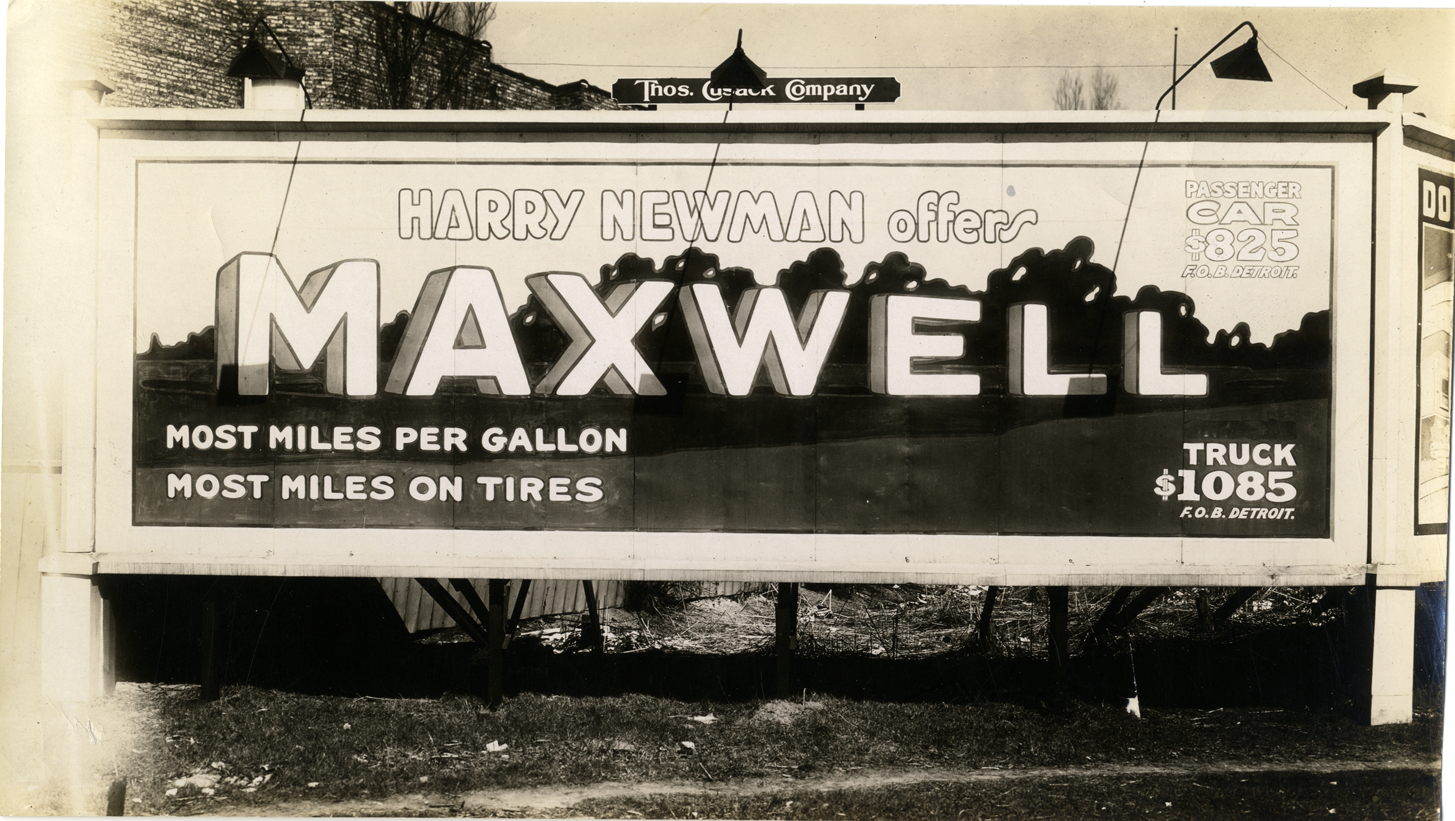 Thos. Cusack Company
HARRY NEWMAN offers
MAXWELL
PASSENGER
CAR
$825
F.O.B. DETROIT.
MOST MILES PER GALLON
MOST MILES ON TIRES
TRUCK
$1085
F.O.B. DETROIT.
DO